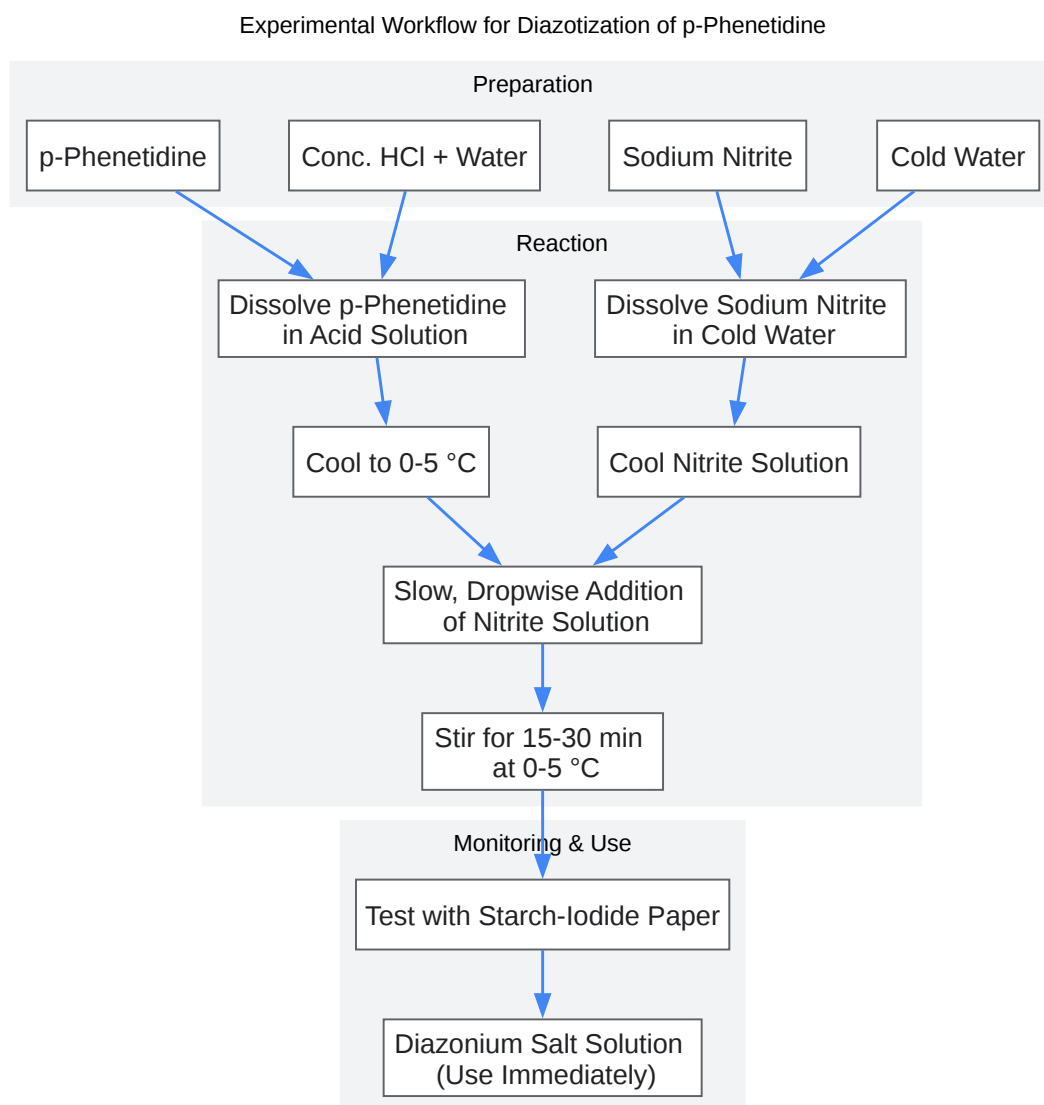 Experimental Workflow for Diazotization of p-Phenetidine
Preparation
p-Phenetidine
Conc. HCl + Water
Sodium Nitrite
Cold Water
Reaction
Dissolve p-Phenetidine
in Acid Solution
Dissolve Sodium Nitrite
in Cold Water
Cool to 0-5 °C
Cool Nitrite Solution
Slow, Dropwise Addition
of Nitrite Solution
Stir for 15-30 min
at 0-5 °C
Monitoring & Use
Test with Starch-Iodide Paper
Diazonium Salt Solution
(Use Immediately)